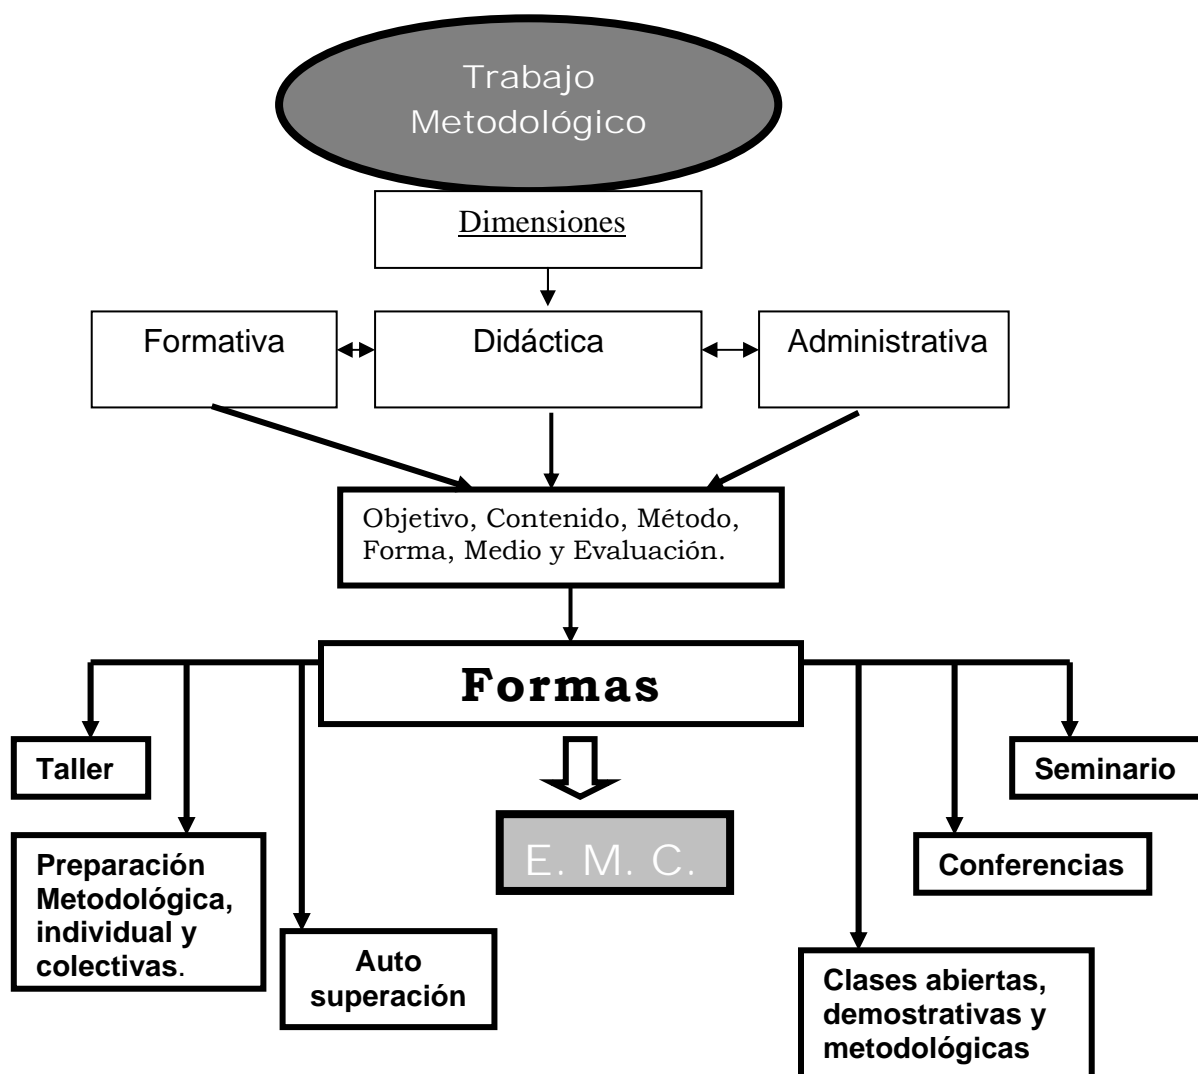 Trabajo
Metodológico
Dimensiones
Formativa
Didáctica
Administrativa
Objetivo, Contenido, Método,
Forma, Medio y Evaluación.
Formas
Taller
Seminario
E. M. C.
Preparación
Metodológica,
individual y
colectivas.
Conferencias
Auto
superación
Clases abiertas,
demostrativas y
metodológicas